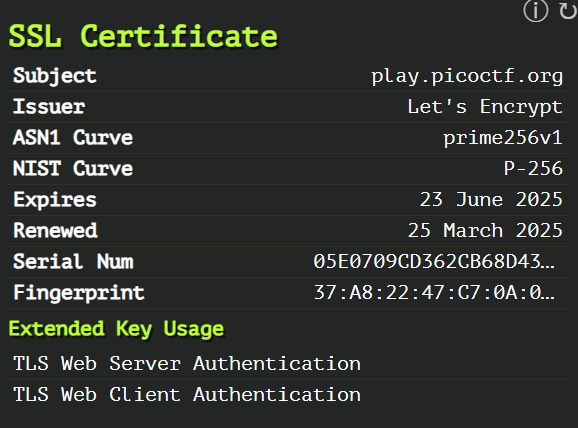 SSL Certificate
Subject play.picoctf.org
Issuer Let's Encrypt
ASN1 Curve prime256v1
NIST Curve P-256
Expires 23 June 2025
Renewed 25 March 2025
Serial Num 05E0709CD362CB68D43…
Fingerprint 37:A8:22:47:C7:0A:0…
Extended Key Usage
TLS Web Server Authentication
TLS Web Client Authentication